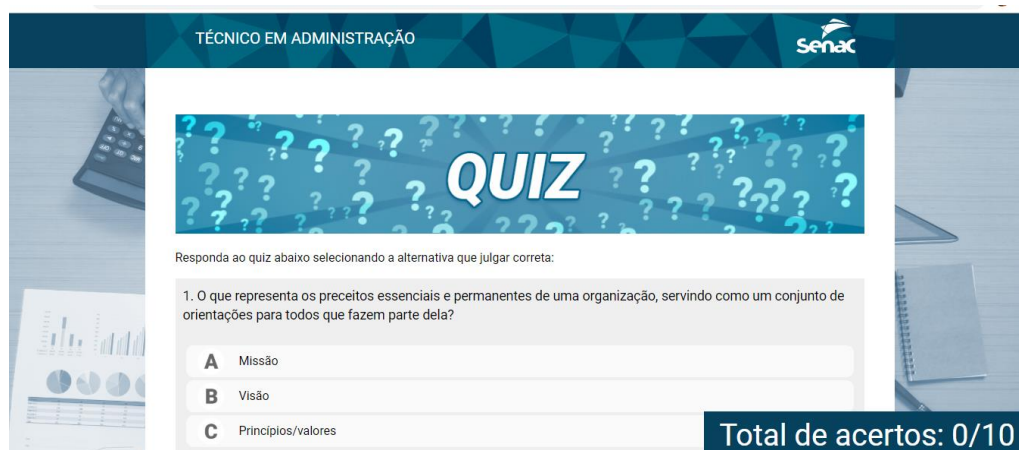 TÉCNICO EM ADMINISTRAÇÃO
Senac
QUIZ
Responda ao quiz abaixo selecionando a alternativa que julgar correta:
1. O que representa os preceitos essenciais e permanentes de uma organização, servindo como um conjunto de
orientações para todos que fazem parte dela?
A Missão
B Visão
C Princípios/valores
Total de acertos: 0/10